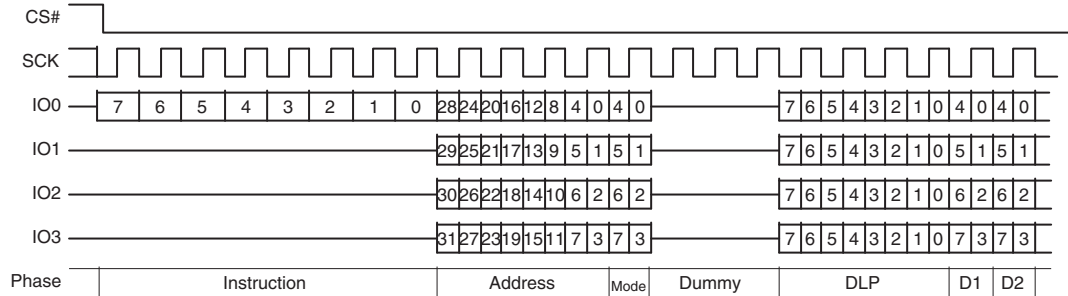 CS#
SCK
IO0 7 6 5 4 3 2 1 0 28 24 20 16 12 8 4 0 4 0 7 6 5 4 3 2 1 0 4 0 4 0
IO1 29 25 21 17 13 9 5 1 5 1 7 6 5 4 3 2 1 0 5 1 5 1
IO2 30 26 22 18 14 10 6 2 6 2 7 6 5 4 3 2 1 0 6 2 6 2
IO3 31 27 23 19 15 11 7 3 7 3 7 6 5 4 3 2 1 0 7 3 7 3
Phase Instruction Address Mode Dummy DLP D1 D2